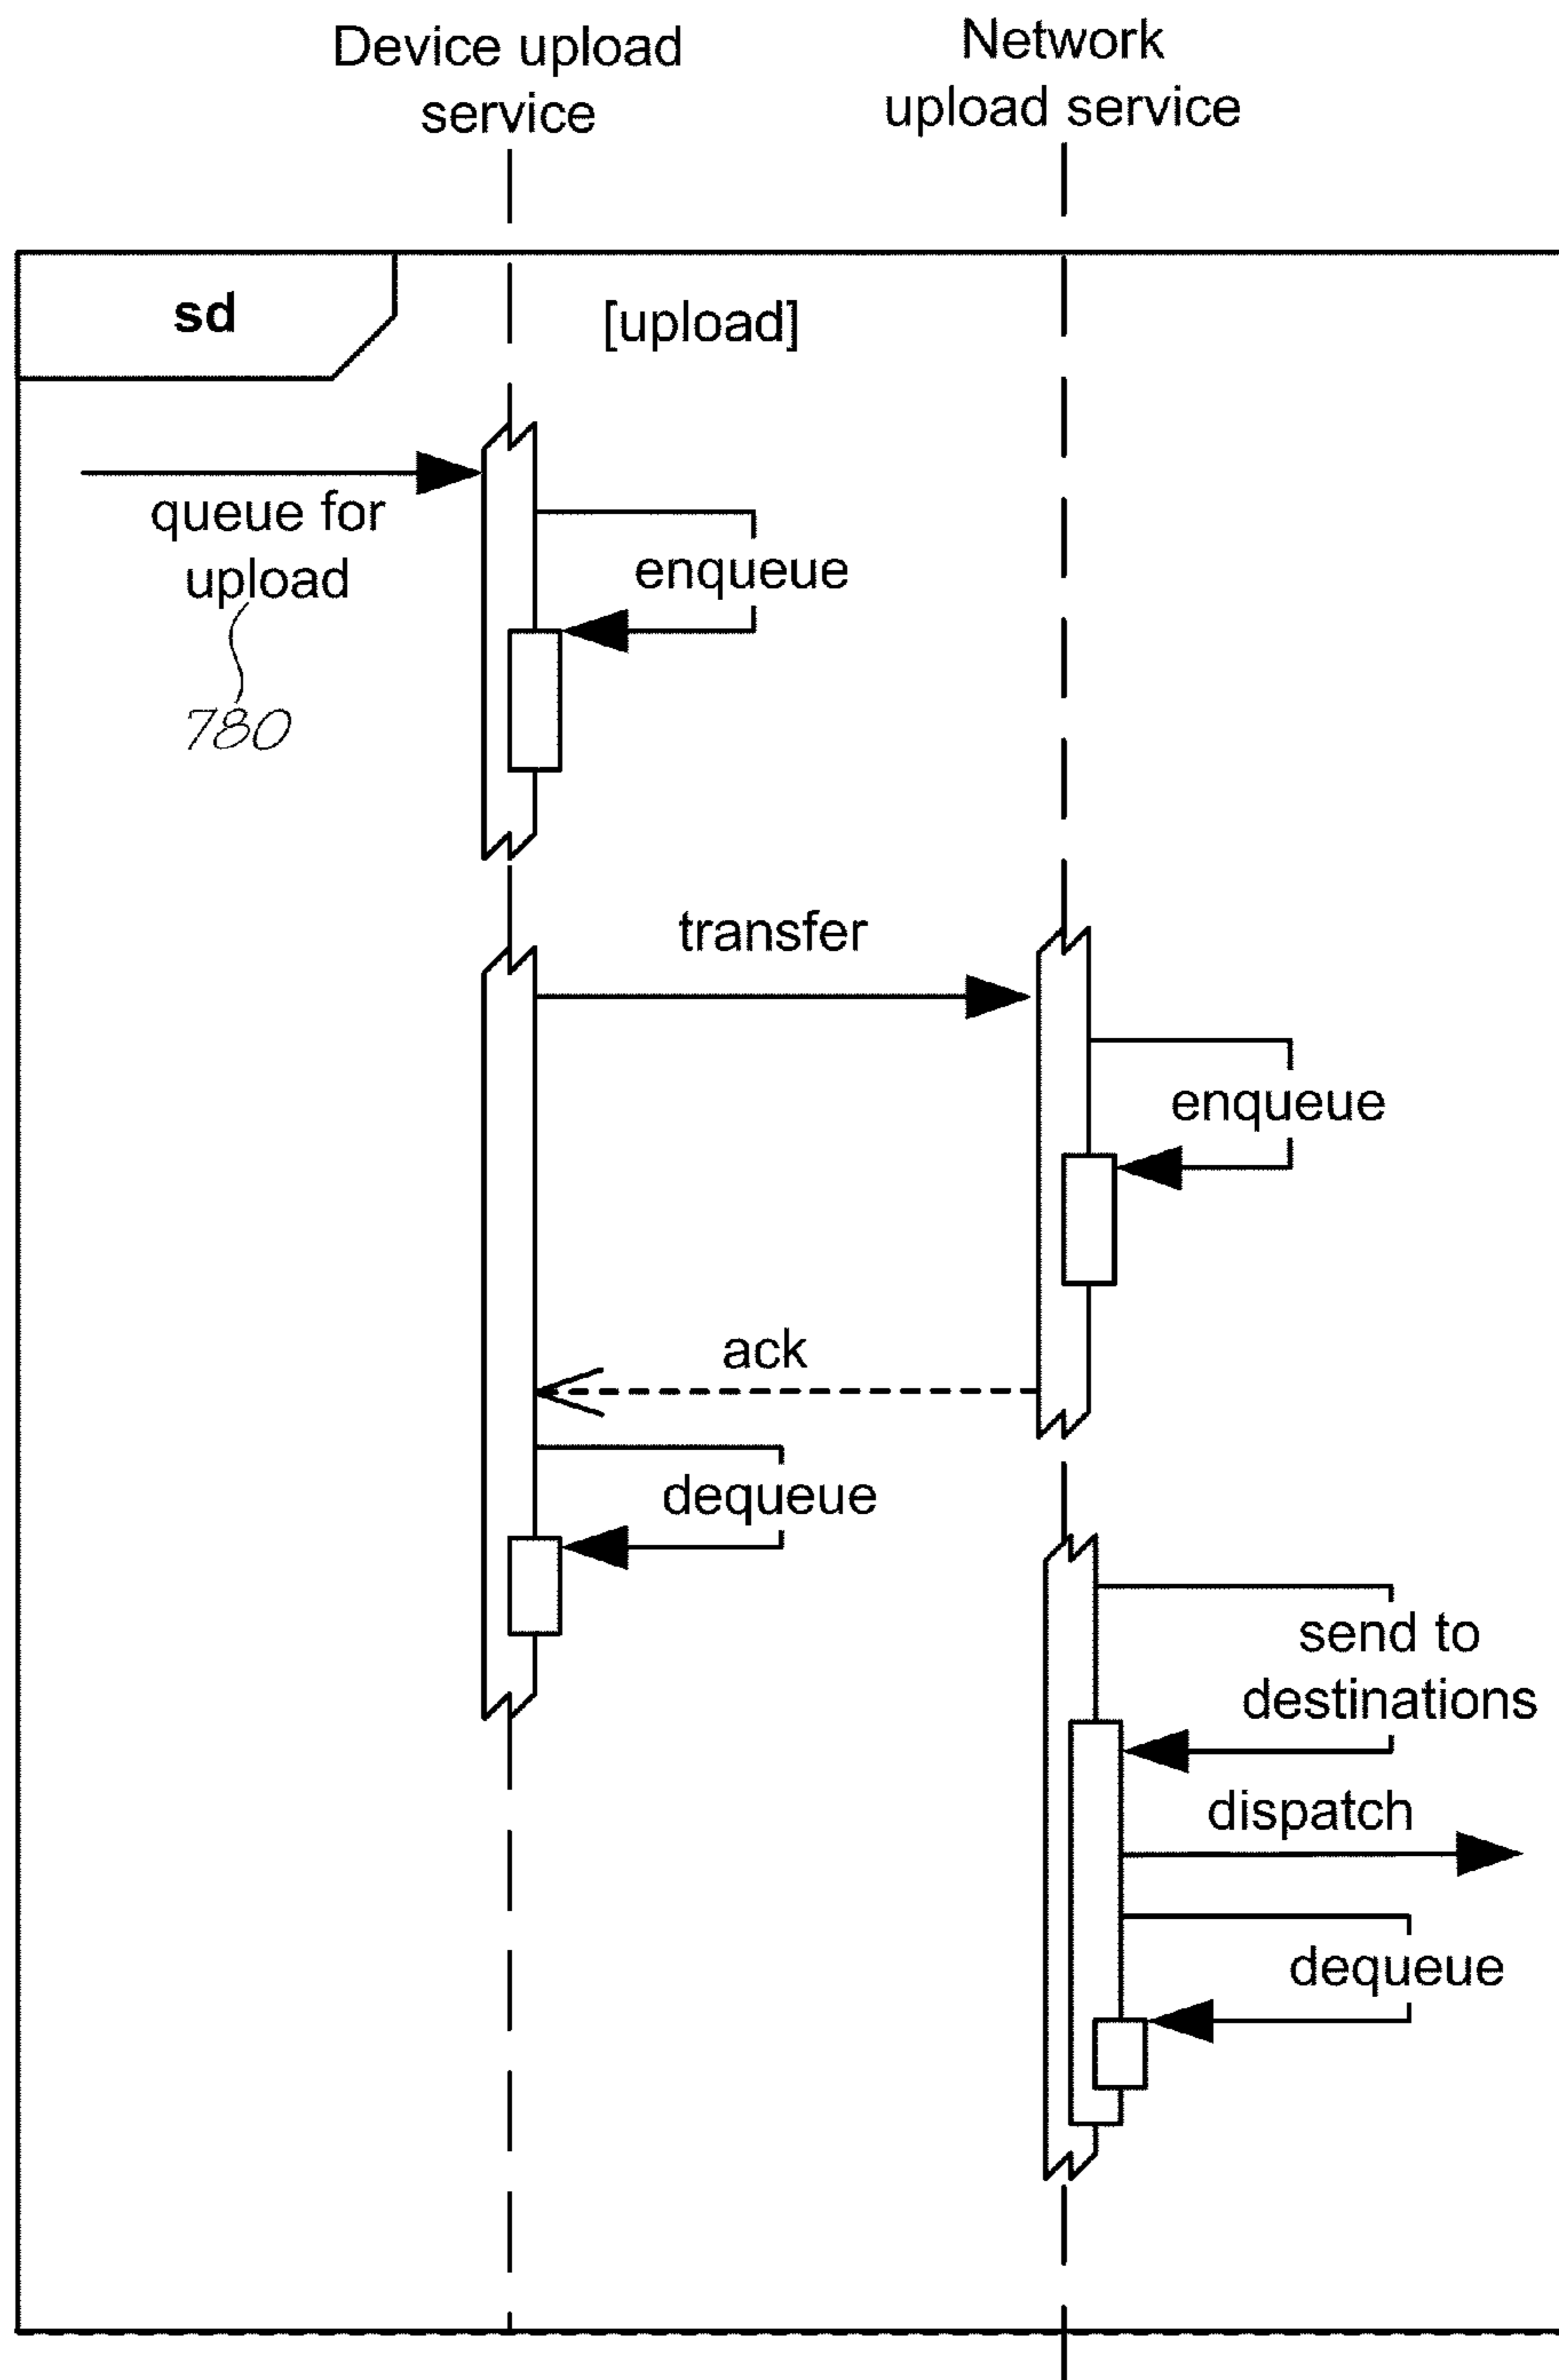 Device upload
service
Network
upload service
sd
[upload]
queue for
upload
780
enqueue
transfer
enqueue
ack
dequeue
send to
destinations
dispatch
dequeue